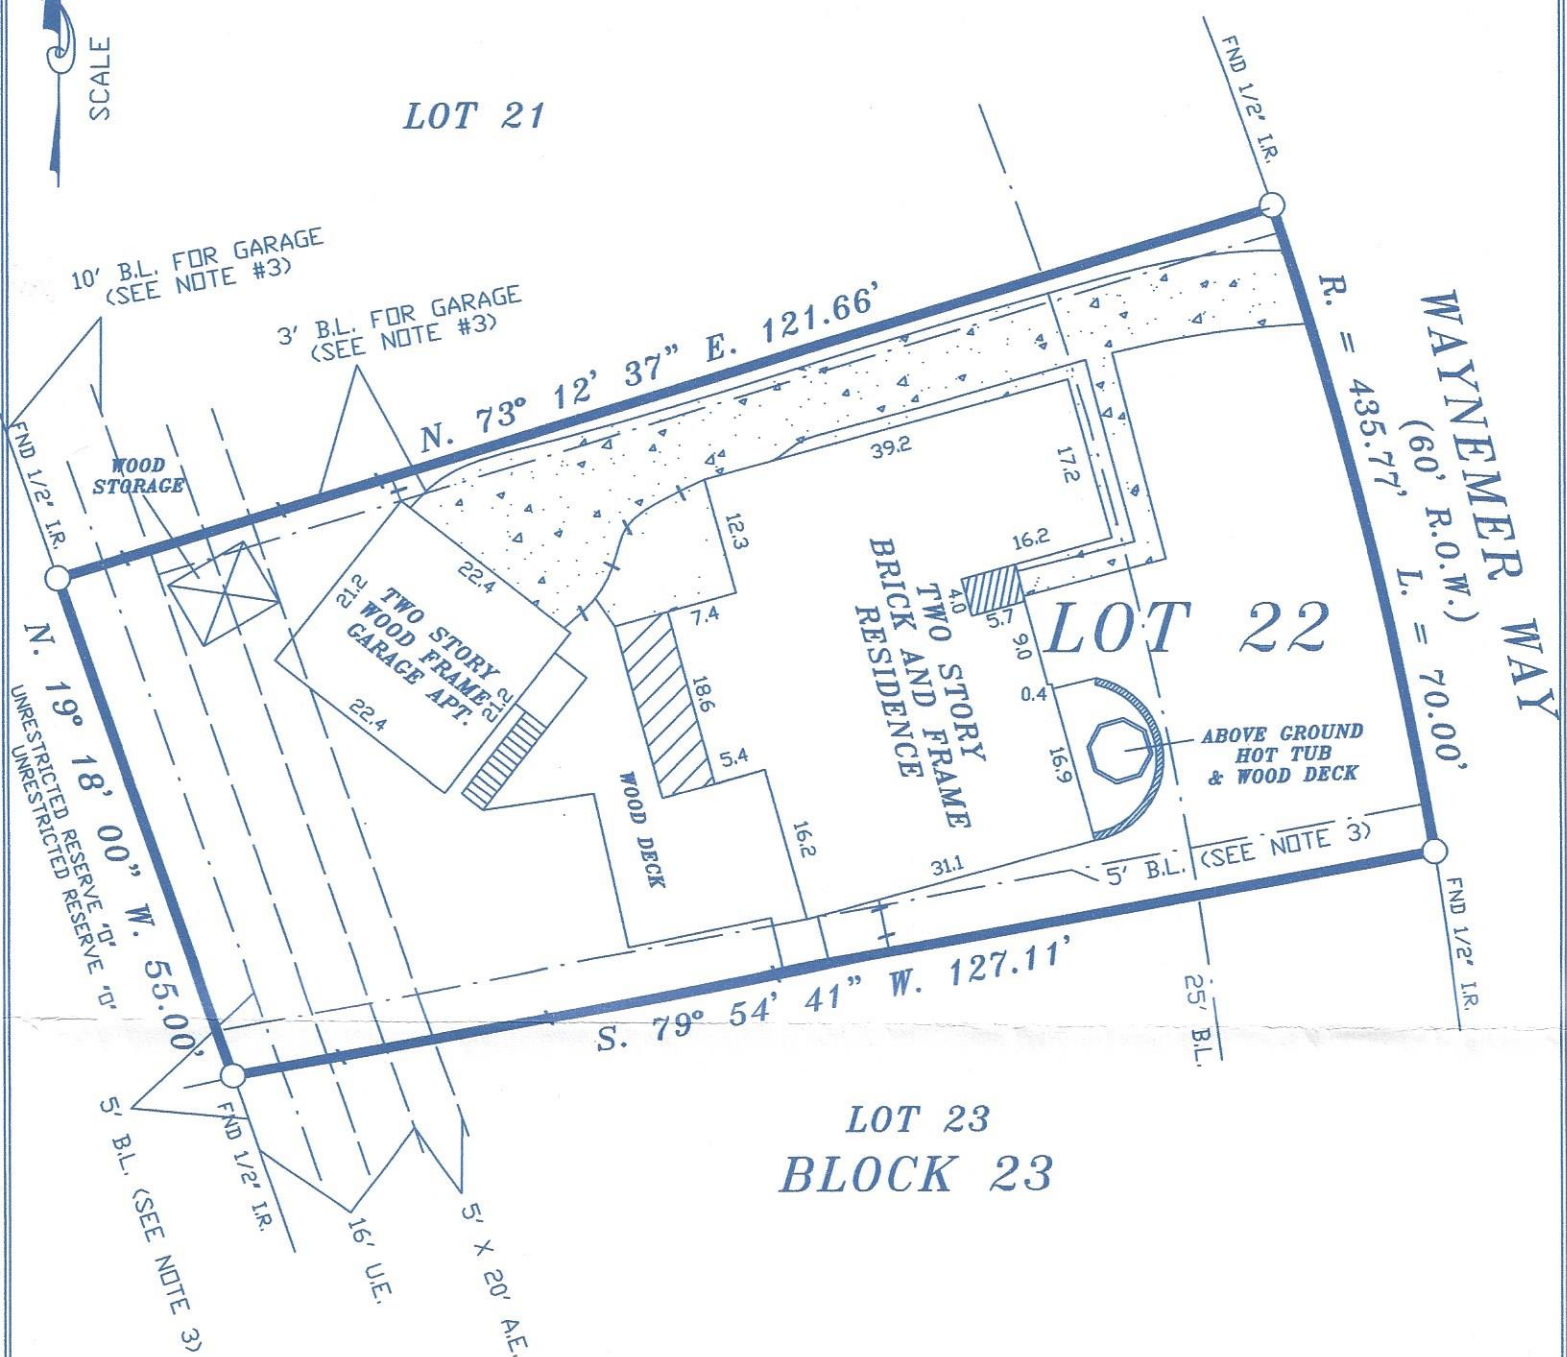 SCALE
LOT 21
FND 1/2" I.R.
10' B.L. FOR GARAGE
(SEE NOTE #3)
3' B.L. FOR GARAGE
(SEE NOTE #3)
N. 73° 12' 37" E. 121.66'
R. = 435.77' L. = 70.00'
WAYNEMER WAY
(60' R.O.W.)
FND 1/2" I.R.
WOOD
STORAGE
39.2
17.2
16.2
12.3
22.4
21.2
TWO STORY
WOOD FRAME
GARAGE APT.
21.2
22.4
7.4
18.6
5.4
16.2
4.0
5.7
9.0
0.4
16.9
31.1
TWO STORY
BRICK AND FRAME
RESIDENCE
LOT 22
ABOVE GROUND
HOT TUB
& WOOD DECK
WOOD DECK
5' B.L. (SEE NOTE 3)
N. 19° 18' 00" W. 55.00'
UNRESTRICTED RESERVE "D"
UNRESTRICTED RESERVE "D"
S. 79° 54' 41" W. 127.11'
25' B.L.
FND 1/2" I.R.
FND 1/2" I.R.
5' B.L. (SEE NOTE 3)
16' U.E.
5' X 20' A.E.
LOT 23
BLOCK 23